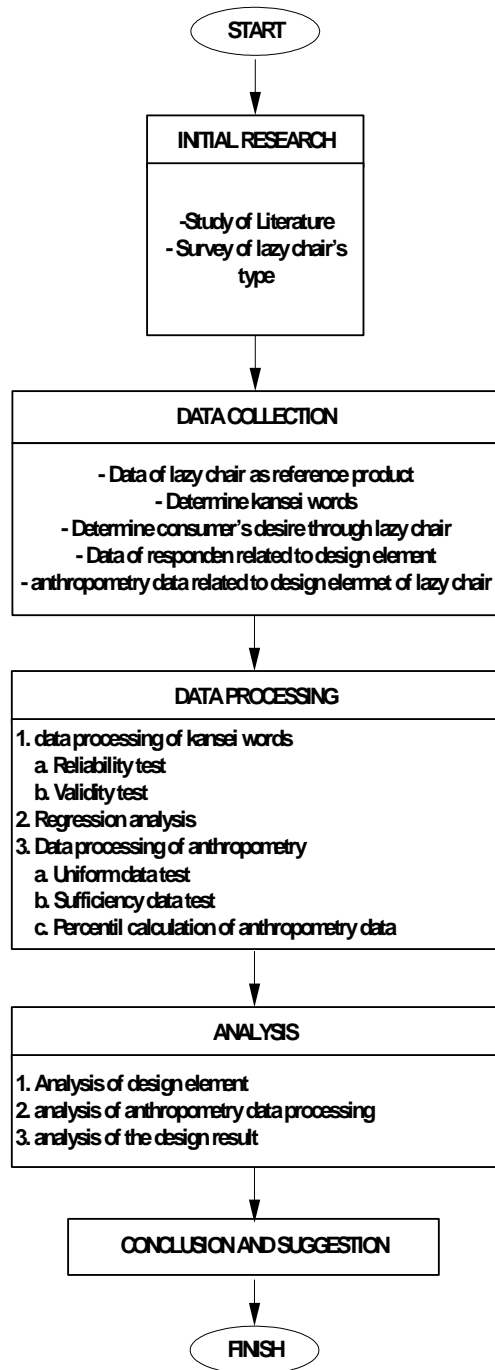 START
INITIAL RESEARCH
-Study of Literature
- Survey of lazy chair's
type
DATA COLLECTION
- Data of lazy chair as reference product
- Determine kansei words
- Determine consumer's desire through lazy chair
- Data of responden related to design element
- anthropometry data related to design elemnet of lazy chair
DATA PROCESSING
1. data processing of kansei words
a. Reliability test
b. Validity test
2. Regression analysis
3. Data processing of anthropometry
a. Uniform data test
b. Sufficiency data test
c. Percentil calculation of anthropometry data
ANALYSIS
1. Analysis of design element
2. analysis of anthropometry data processing
3. analysis of the design result
CONCLUSION AND SUGGESTION
FINISH